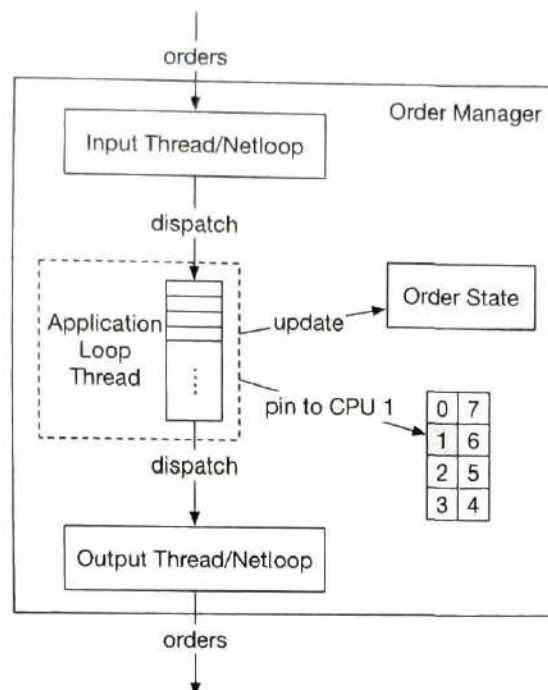 orders
Order Manager
Input Thread/Netloop
dispatch
Application
Loop
Thread
update
Order State
pin to CPU 1
0 7
1 6
2 5
3 4
dispatch
Output Thread/Netloop
orders